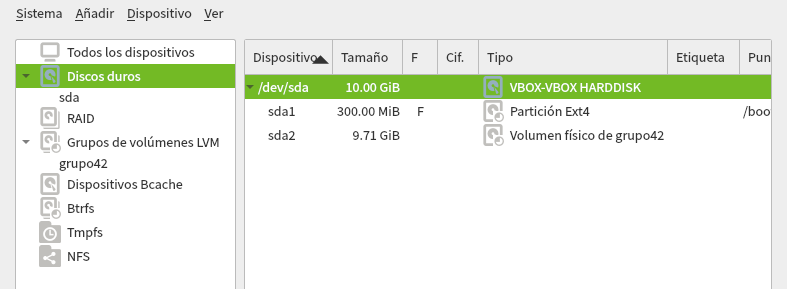 Sistema Añadir Dispositivo Ver
Todos los dispositivos
Discos duros
sda
RAID
Grupos de volúmenes LVM
grupo42
Dispositivos Bcache
Btrfs
Tmpfs
NFS
Dispositivo Tamaño F Cif. Tipo Etiqueta Pun
/dev/sda 10.00 GiB VBOX-VBOX HARDDISK
sda1 300.00 MiB F Partición Ext4 /boo
sda2 9.71 GiB Volumen físico de grupo42